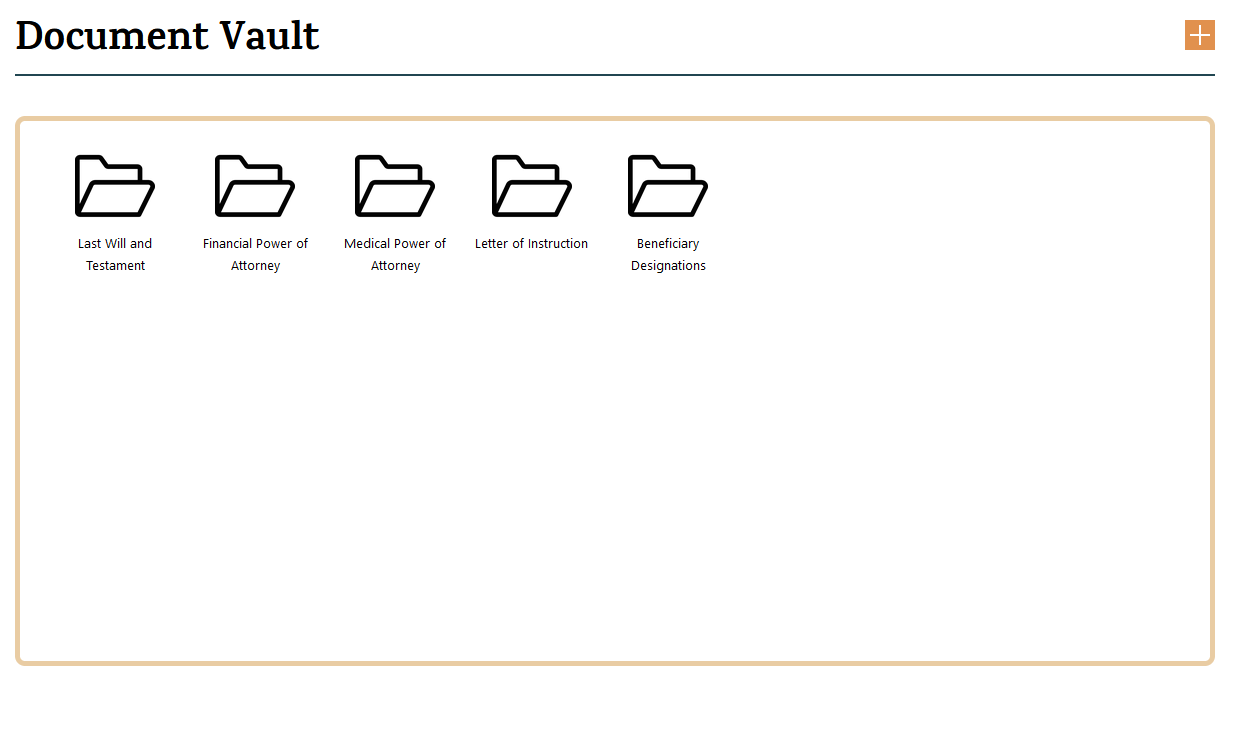 Document Vault
Last Will and
Testament
Financial Power of
Attorney
Medical Power of
Attorney
Letter of Instruction
Beneficiary
Designations